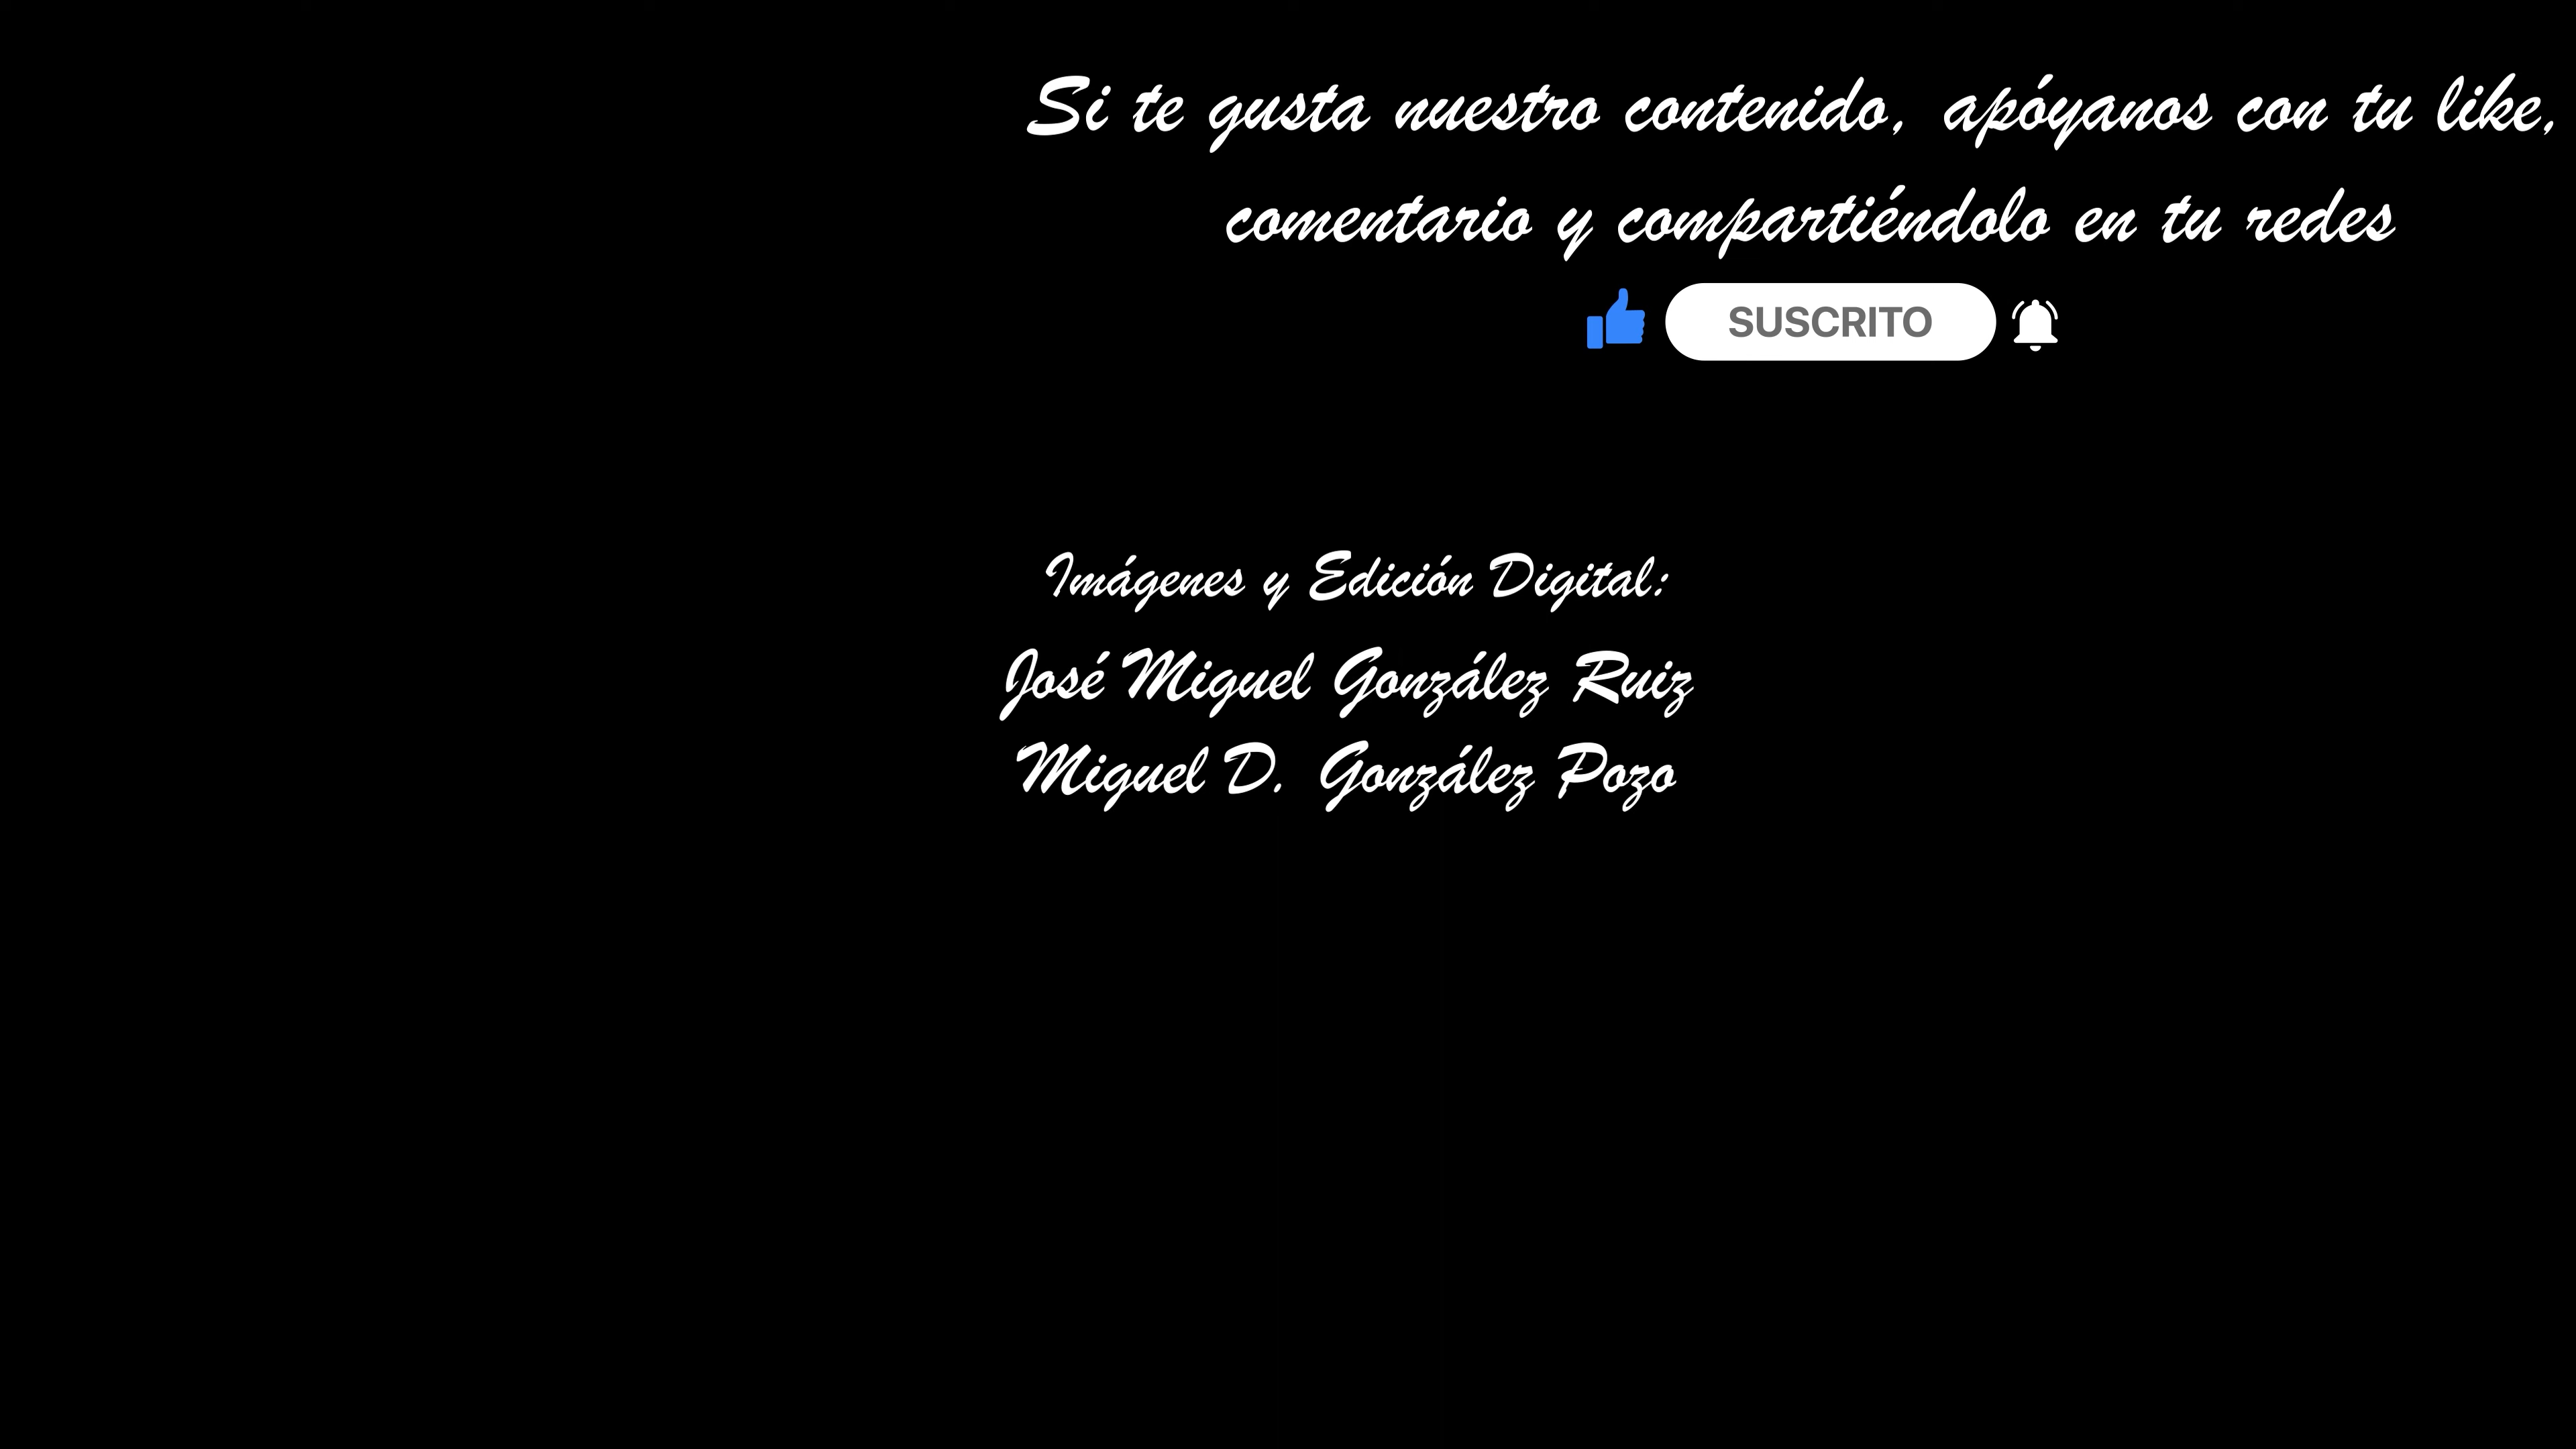 Si te gusta nuestro contenido, apóyanos con tu like,
comentario y compartiéndolo en tu redes
SUSCRITO
Imágenes y Edición Digital:
José Miguel González Ruiz
Miguel D. González Pozo